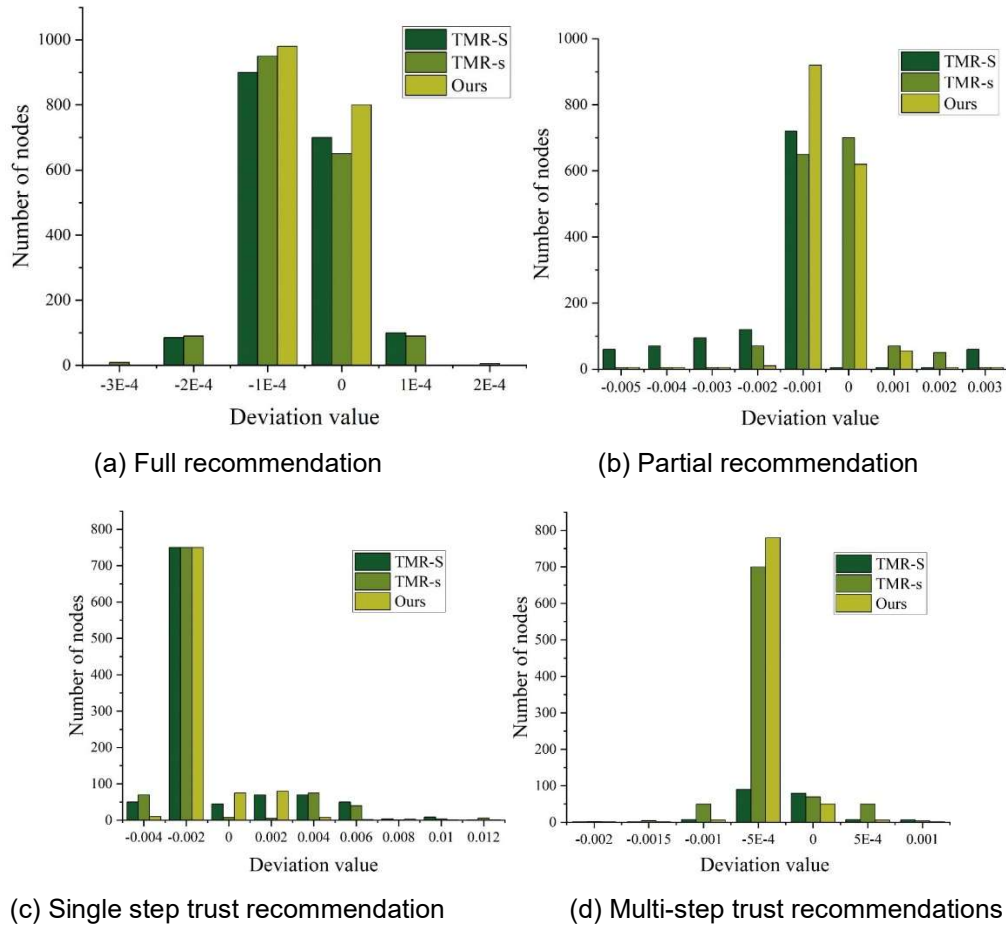 1000
800
600
400
200
0
Number of nodes
TMR-S
TMR-s
Ours
-3E-4 -2E-4 -1E-4 0 1E-4 2E-4
Deviation value
(a) Full recommendation
1000
800
600
400
200
0
Number of nodes
TMR-S
TMR-s
Ours
-0.005 -0.004 -0.003 -0.002 -0.001 0 0.001 0.002 0.003
Deviation value
(b) Partial recommendation
800
700
600
500
400
300
200
100
0
Number of nodes
TMR-S
TMR-s
Ours
-0.004 -0.002 0 0.002 0.004 0.006 0.008 0.01 0.012
Deviation value
(c) Single step trust recommendation
800
700
600
500
400
300
200
100
0
Number of nodes
TMR-S
TMR-s
Ours
-0.002 -0.0015 -0.001 -5E-4 0 5E-4 0.001
Deviation value
(d) Multi-step trust recommendations